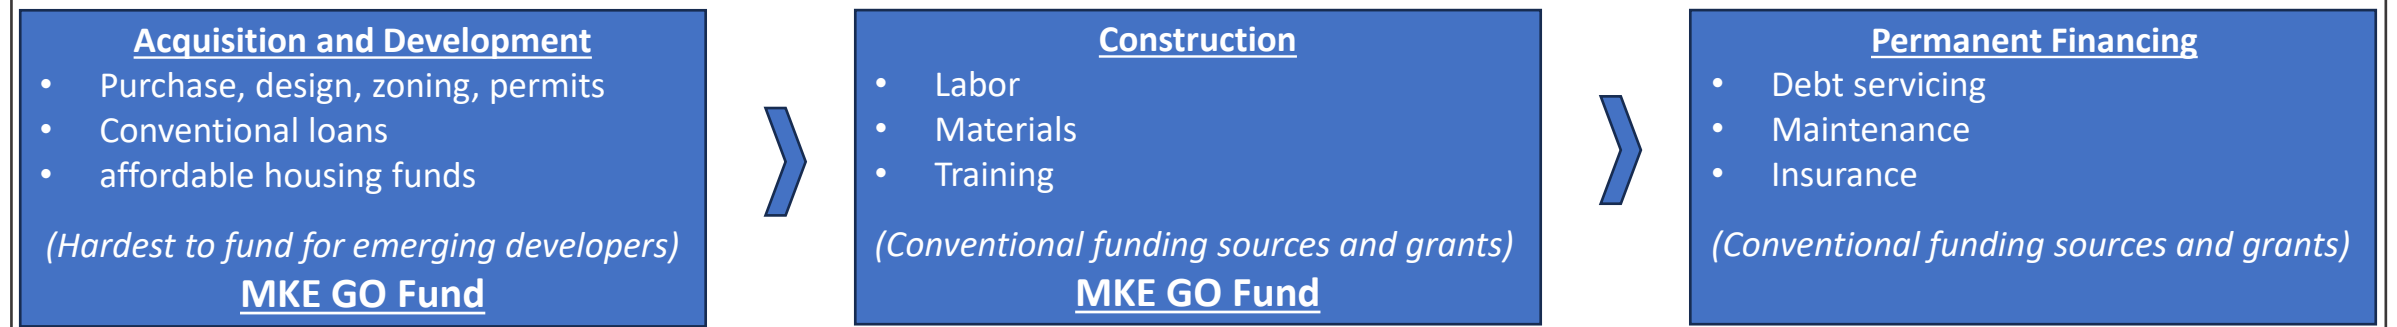 Acquisition and Development
• Purchase, design, zoning, permits
• Conventional loans
• affordable housing funds
(Hardest to fund for emerging developers)
MKE GO Fund
Construction
• Labor
• Materials
• Training
(Conventional funding sources and grants)
MKE GO Fund
Permanent Financing
• Debt servicing
• Maintenance
• Insurance
(Conventional funding sources and grants)